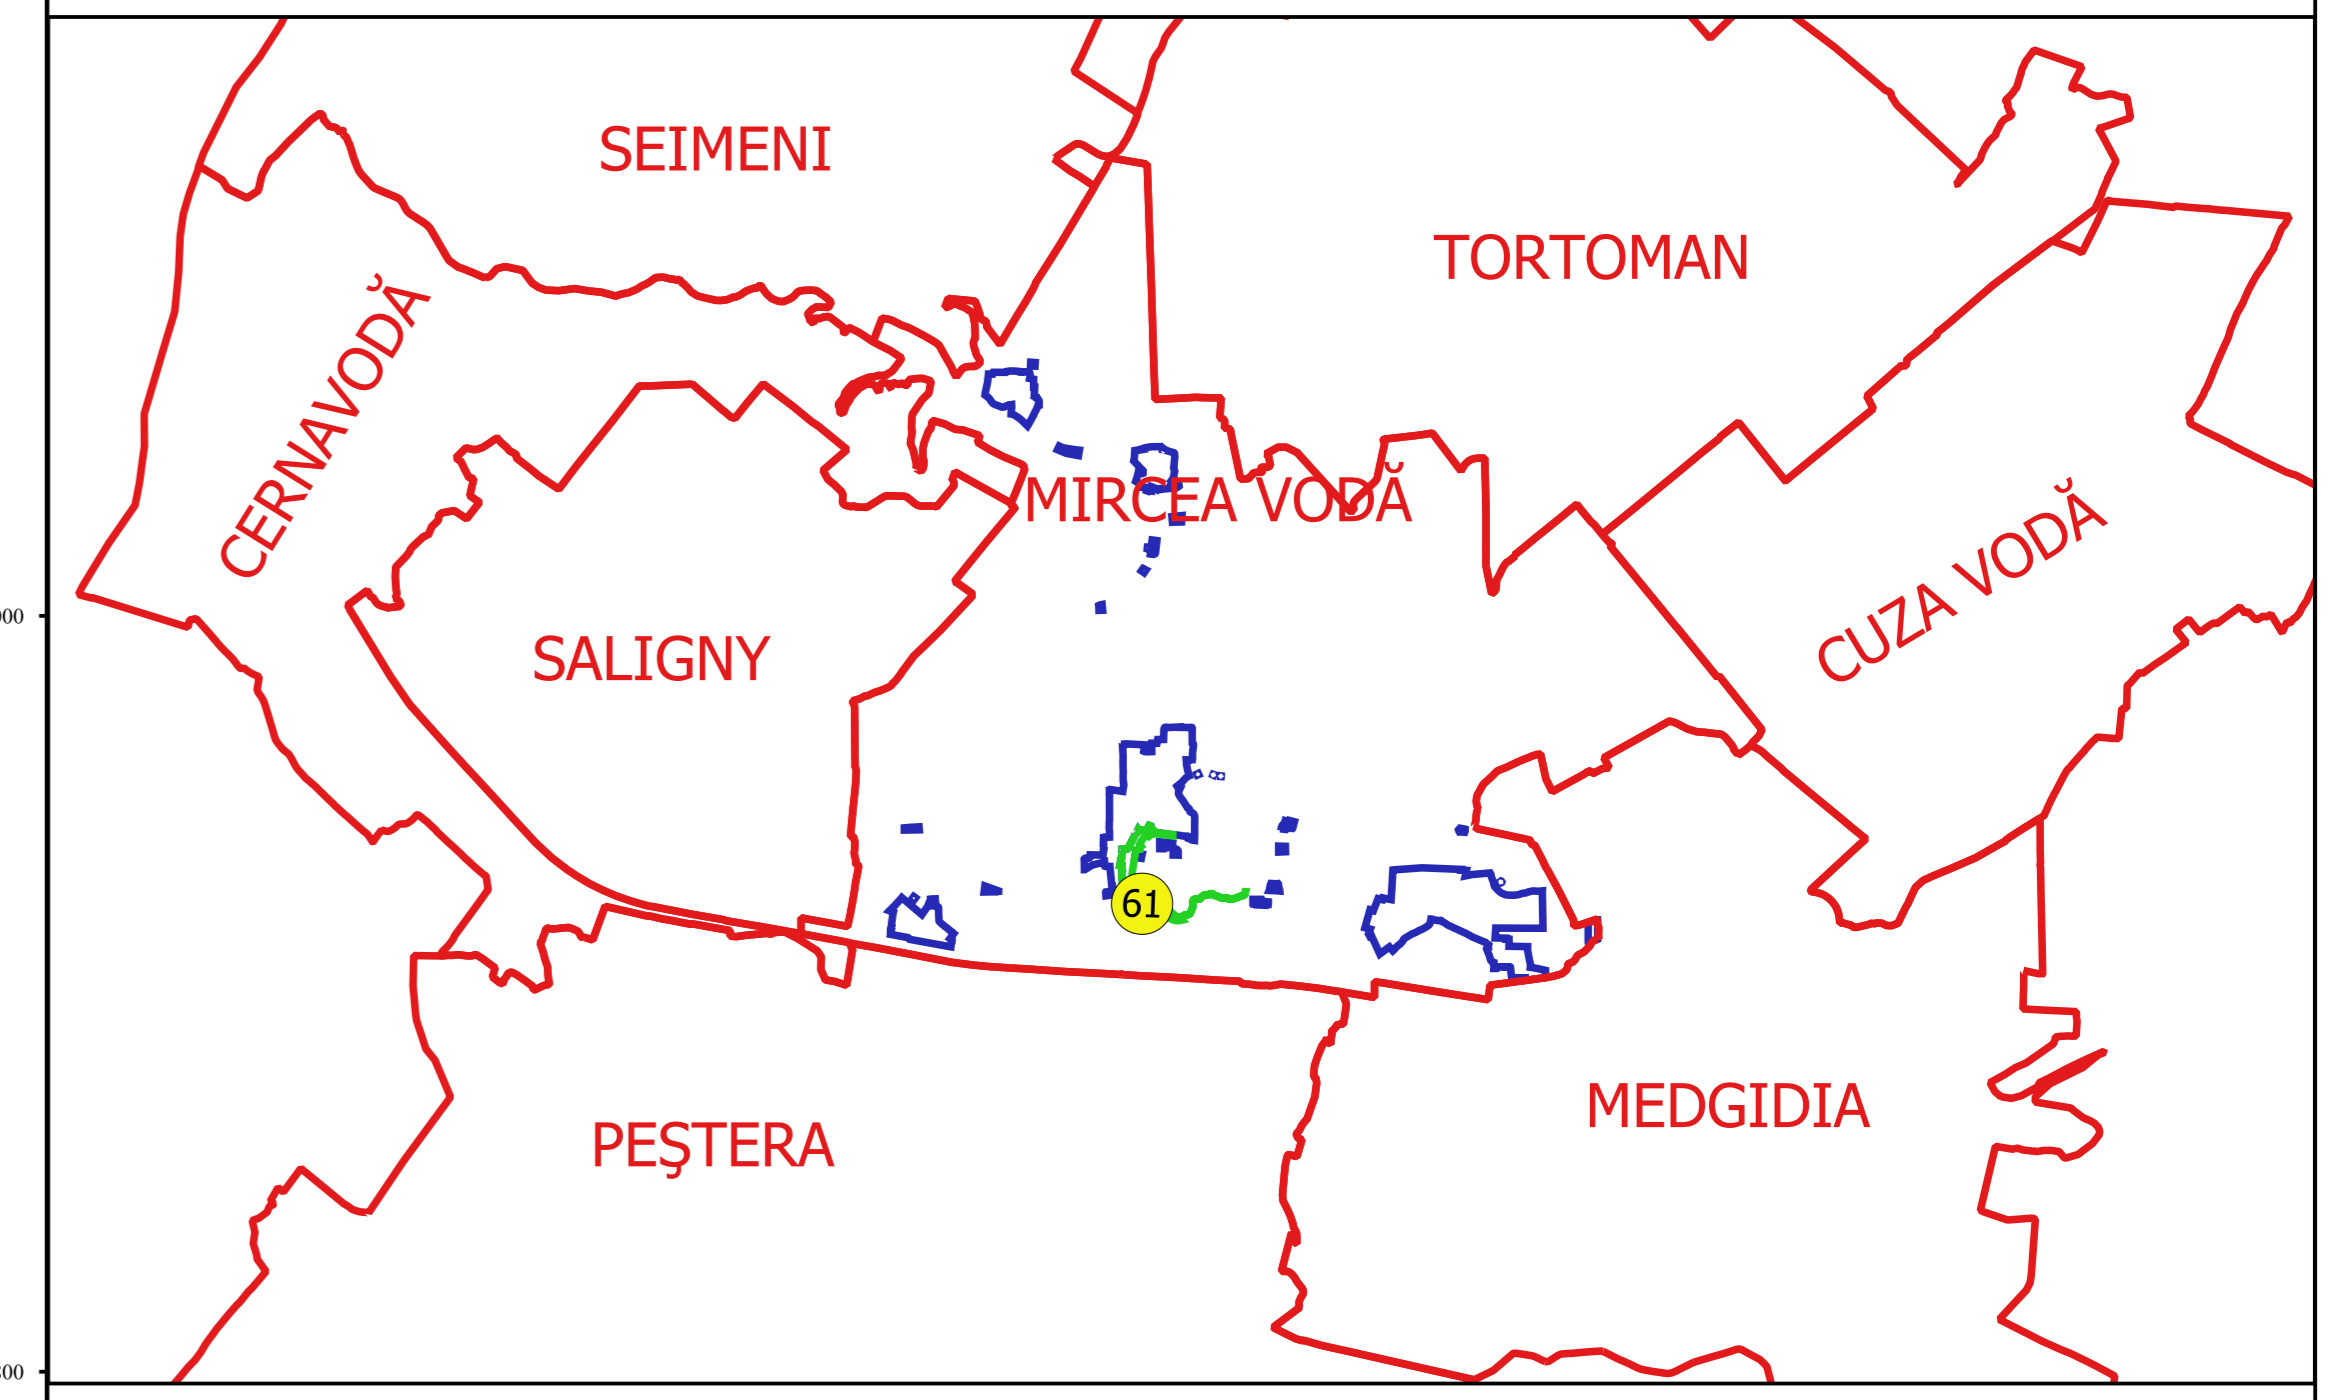 SEIMENI
TORTOMAN
CERNAVODĂ
MIRCEA VODĂ
CUZA VODĂ
SALIGNY
61
MEDGIDIA
PEŞTERA